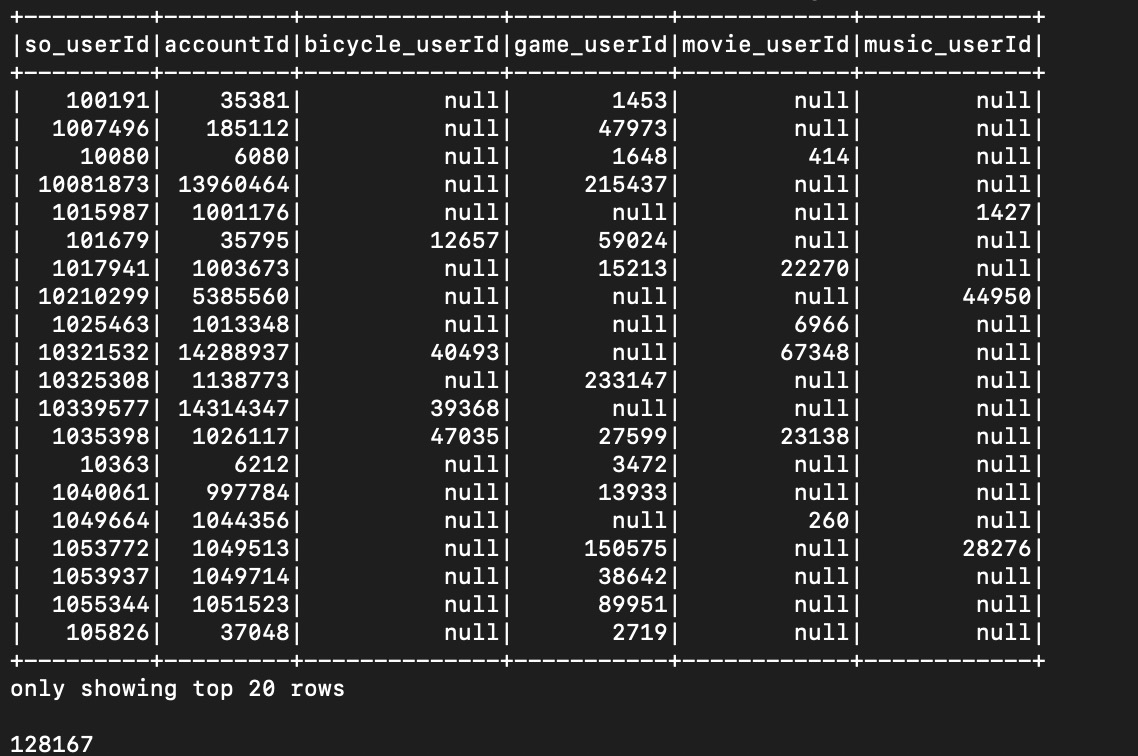 +----------+---------+--------------+-----------+------------+------------+
|so_userId|accountId|bicycle_userId|game_userId|movie_userId|music_userId|
+----------+---------+--------------+-----------+------------+------------+
|   100191|    35381|          null|       1453|        null|        null|
|  1007496|   185112|          null|      47973|        null|        null|
|    10080|     6080|          null|       1648|         414|        null|
| 10081873| 13960464|          null|     215437|        null|        null|
|  1015987|  1001176|          null|       null|        null|        1427|
|   101679|    35795|         12657|      59024|        null|        null|
|  1017941|  1003673|          null|      15213|       22270|        null|
| 10210299|  5385560|          null|       null|        null|       44950|
|  1025463|  1013348|          null|       null|        6966|        null|
| 10321532| 14288937|         40493|       null|       67348|        null|
| 10325308|  1138773|          null|     233147|        null|        null|
| 10339577| 14314347|         39368|       null|        null|        null|
|  1035398|  1026117|         47035|      27599|       23138|        null|
|    10363|     6212|          null|       3472|        null|        null|
|  1040061|   997784|          null|      13933|        null|        null|
|  1049664|  1044356|          null|       null|         260|        null|
|  1053772|  1049513|          null|     150575|        null|       28276|
|  1053937|  1049714|          null|      38642|        null|        null|
|  1055344|  1051523|          null|      89951|        null|        null|
|   105826|    37048|          null|       2719|        null|        null|
+----------+---------+--------------+-----------+------------+------------+
only showing top 20 rows
128167